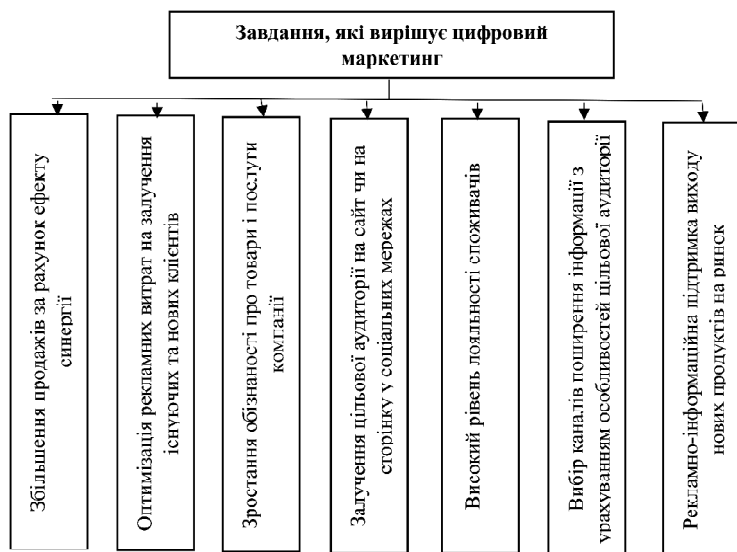 Завдання, які вирішує цифровий
маркетинг
Збільшення продажів за рахунок ефекту
синергії
Оптимізація рекламних витрат на залучення
існуючих та нових клієнтів
Зростання обізнаності про товари і послуги
компанії
Залучення цільової аудиторії на сайт чи на
сторінку у соціальних мережах
Високий рівень лояльності споживачів
Вибір каналів поширення інформації з
урахуванням особливостей цільової аудиторії
Рекламно-інформаційна підтримка виходу
нових продуктів на ринск